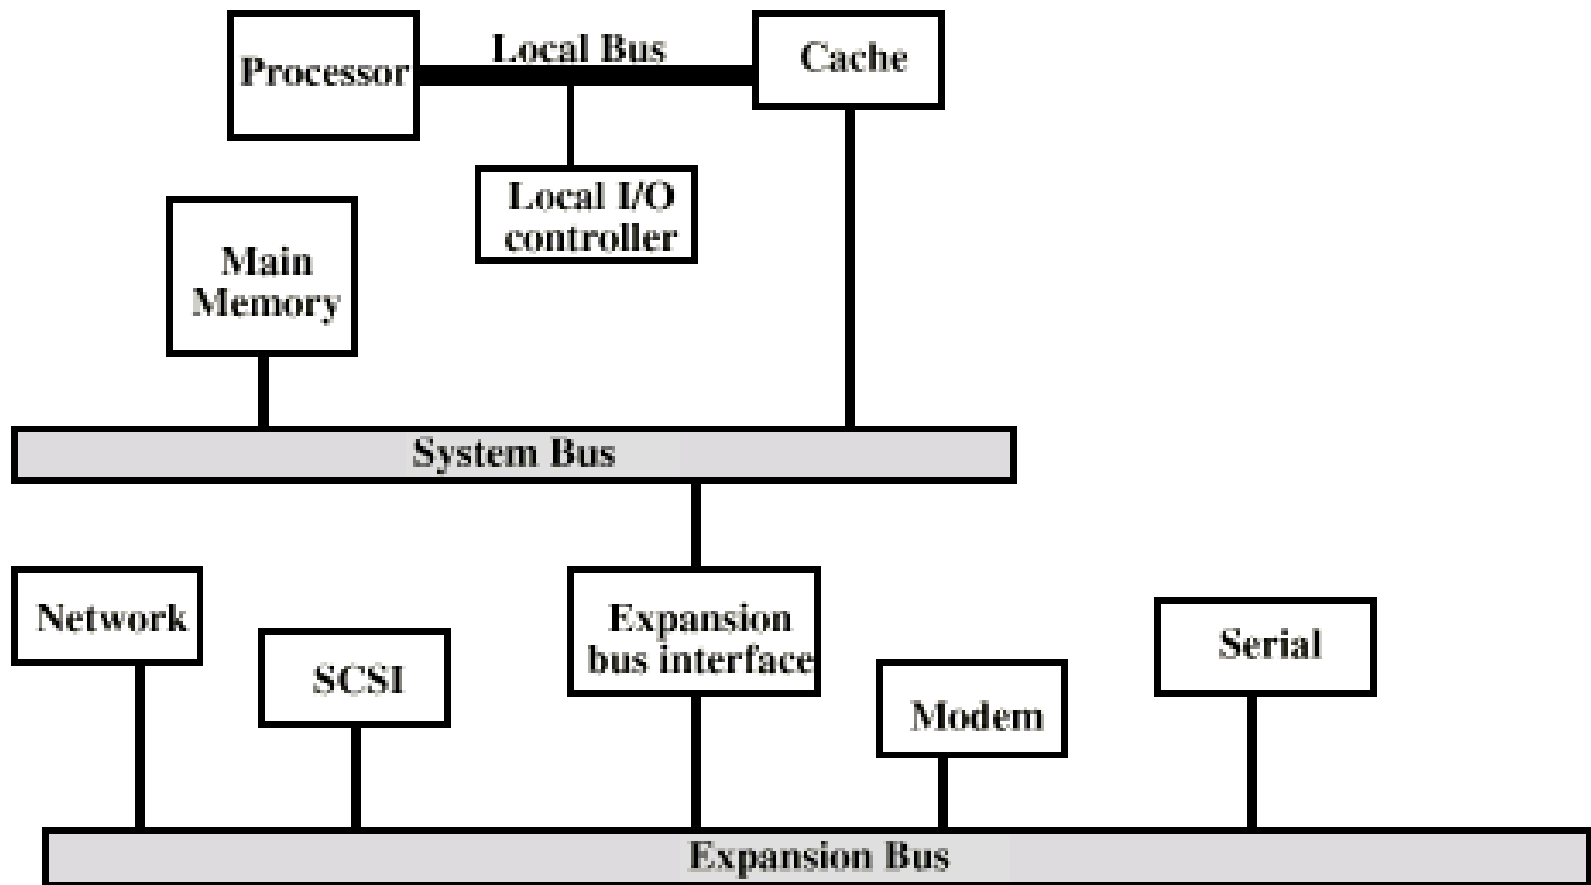 Local Bus
Processor
Cache
Local I/O
controller
Main
Memory
System Bus
Network
SCSI
Expansion
bus interface
Modem
Serial
Expansion Bus